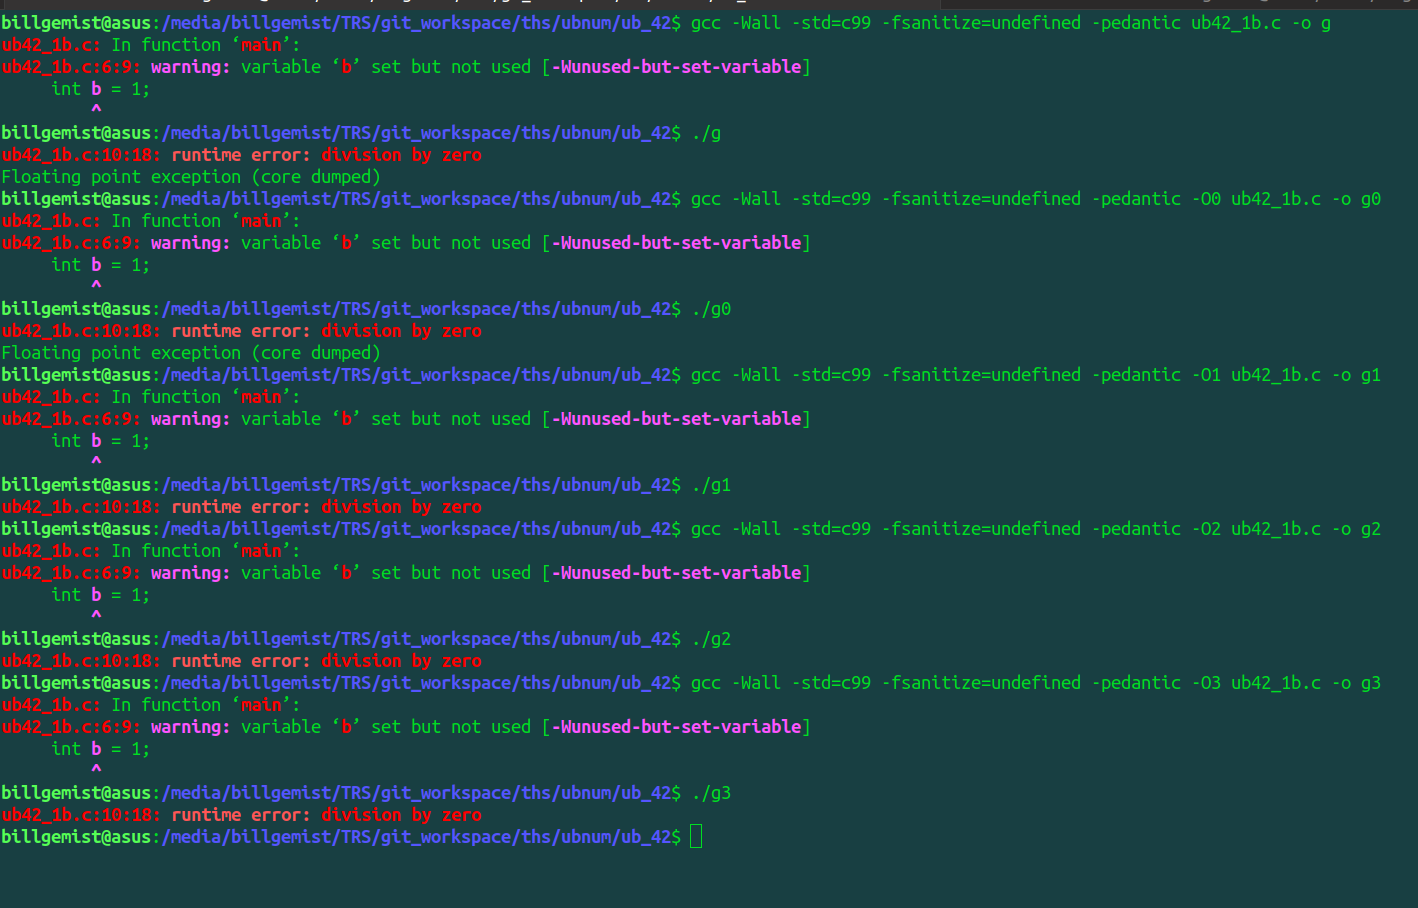 billgemist@asus:/media/billgemist/TRS/git_workspace/ths/ubnum/ub_42$ gcc -Wall -std=c99 -fsanitize=undefined -pedantic ub42_1b.c -o g
ub42_1b.c: In function ‘main’:
ub42_1b.c:6:9: warning: variable ‘b’ set but not used [-Wunused-but-set-variable]
     int b = 1;
         ^
billgemist@asus:/media/billgemist/TRS/git_workspace/ths/ubnum/ub_42$ ./g
ub42_1b.c:10:18: runtime error: division by zero
Floating point exception (core dumped)
billgemist@asus:/media/billgemist/TRS/git_workspace/ths/ubnum/ub_42$ gcc -Wall -std=c99 -fsanitize=undefined -pedantic -O0 ub42_1b.c -o g0
ub42_1b.c: In function ‘main’:
ub42_1b.c:6:9: warning: variable ‘b’ set but not used [-Wunused-but-set-variable]
     int b = 1;
         ^
billgemist@asus:/media/billgemist/TRS/git_workspace/ths/ubnum/ub_42$ ./g0
ub42_1b.c:10:18: runtime error: division by zero
Floating point exception (core dumped)
billgemist@asus:/media/billgemist/TRS/git_workspace/ths/ubnum/ub_42$ gcc -Wall -std=c99 -fsanitize=undefined -pedantic -O1 ub42_1b.c -o g1
ub42_1b.c: In function ‘main’:
ub42_1b.c:6:9: warning: variable ‘b’ set but not used [-Wunused-but-set-variable]
     int b = 1;
         ^
billgemist@asus:/media/billgemist/TRS/git_workspace/ths/ubnum/ub_42$ ./g1
ub42_1b.c:10:18: runtime error: division by zero
billgemist@asus:/media/billgemist/TRS/git_workspace/ths/ubnum/ub_42$ gcc -Wall -std=c99 -fsanitize=undefined -pedantic -O2 ub42_1b.c -o g2
ub42_1b.c: In function ‘main’:
ub42_1b.c:6:9: warning: variable ‘b’ set but not used [-Wunused-but-set-variable]
     int b = 1;
         ^
billgemist@asus:/media/billgemist/TRS/git_workspace/ths/ubnum/ub_42$ ./g2
ub42_1b.c:10:18: runtime error: division by zero
billgemist@asus:/media/billgemist/TRS/git_workspace/ths/ubnum/ub_42$ gcc -Wall -std=c99 -fsanitize=undefined -pedantic -O3 ub42_1b.c -o g3
ub42_1b.c: In function ‘main’:
ub42_1b.c:6:9: warning: variable ‘b’ set but not used [-Wunused-but-set-variable]
     int b = 1;
         ^
billgemist@asus:/media/billgemist/TRS/git_workspace/ths/ubnum/ub_42$ ./g3
ub42_1b.c:10:18: runtime error: division by zero
billgemist@asus:/media/billgemist/TRS/git_workspace/ths/ubnum/ub_42$